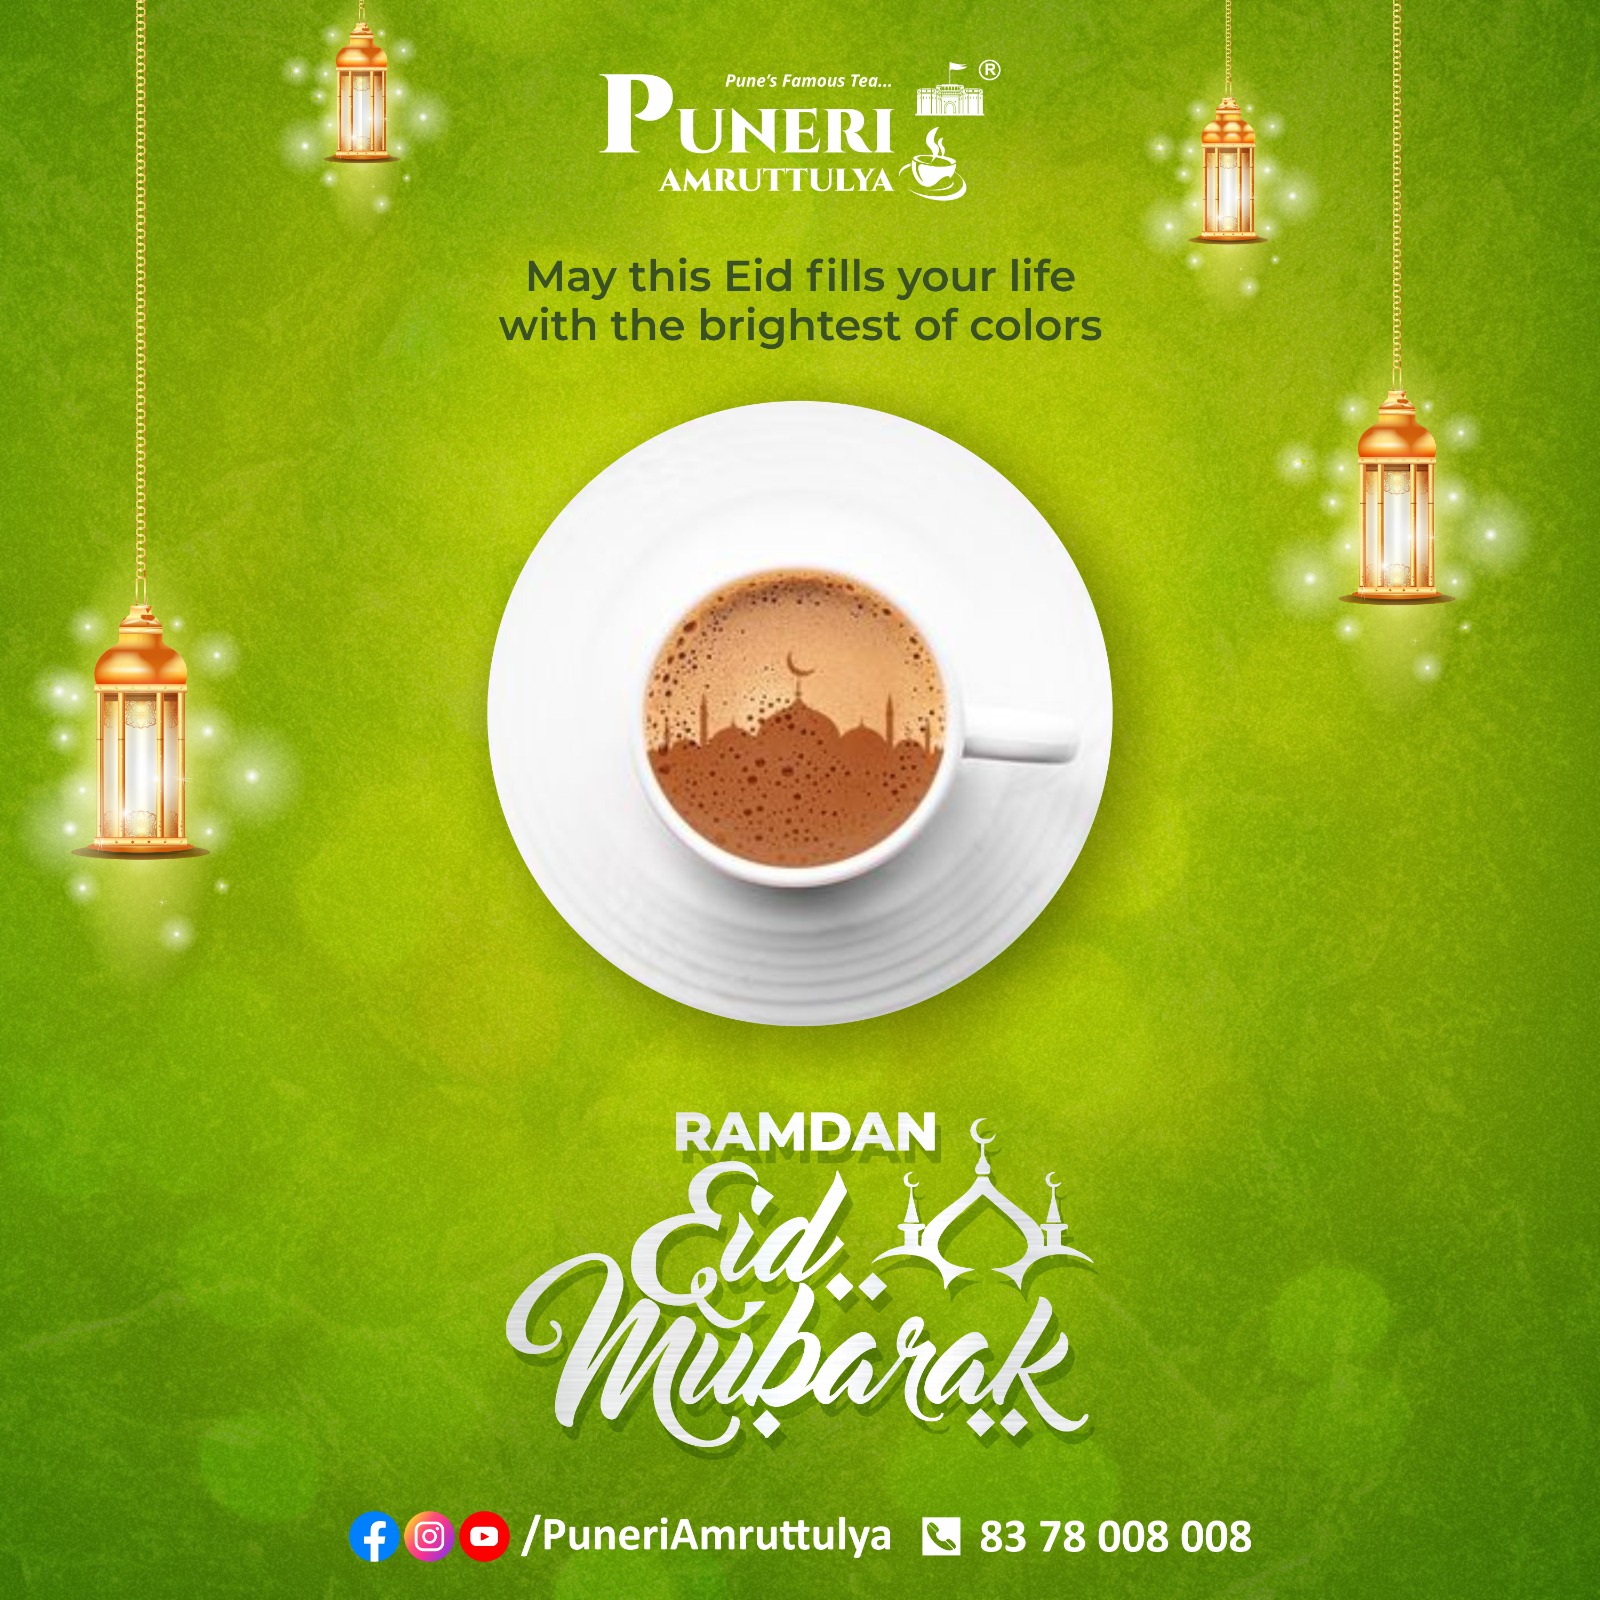 Pune's Famous Tea...
PUNERI ®
AMRUTTULYA
May this Eid fills your life
with the brightest of colors
RAMDAN
Eid
Mubarak
/PuneriAmruttulya 83 78 008 008